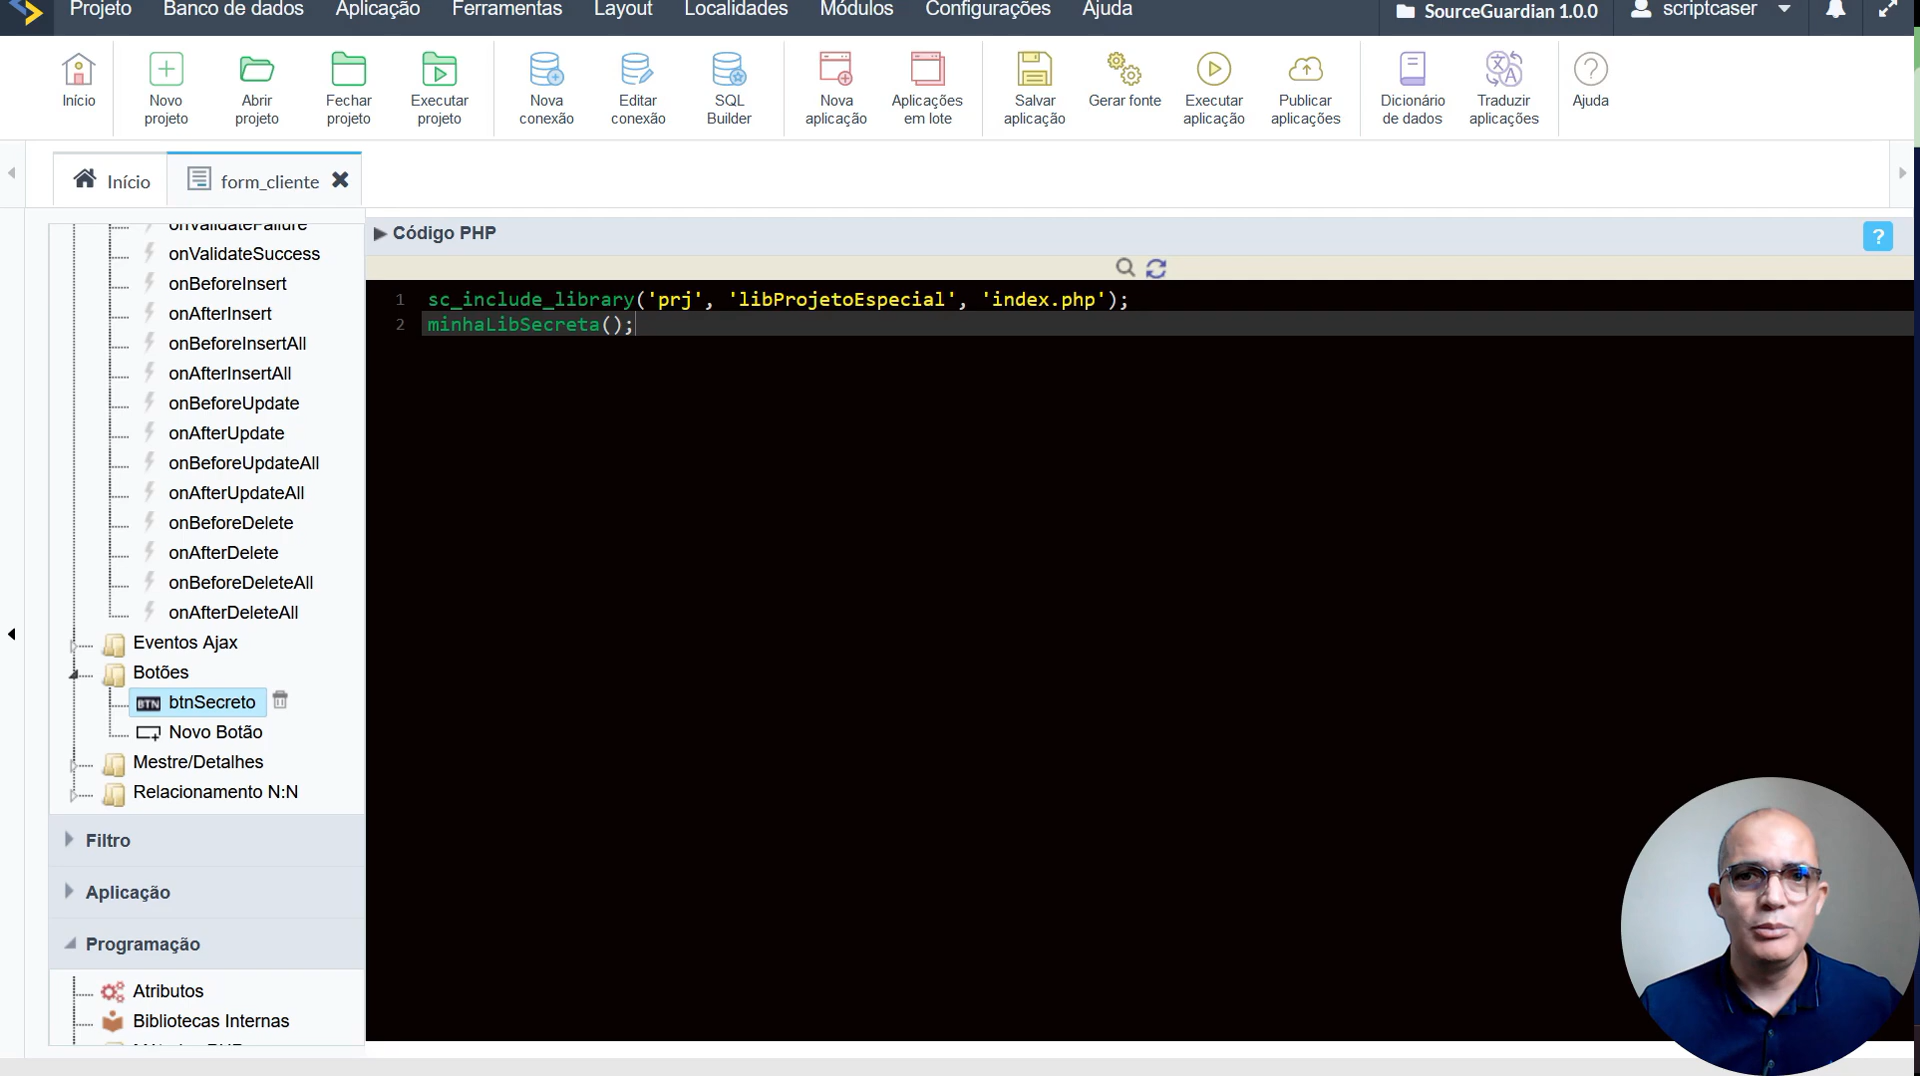 Projeto
Banco de dados
Aplicação
Ferramentas
Layout
Localidades
Módulos
Configurações
Ajuda
SourceGuardian 1.0.0
scriptcaser
Início
Novo
projeto
Abrir
projeto
Fechar
projeto
Executar
projeto
Nova
conexão
Editar
conexão
SQL
Builder
Nova
aplicação
Aplicações
em lote
Salvar
aplicação
Gerar fonte
Executar
aplicação
Publicar
aplicações
Dicionário
de dados
Traduzir
aplicações
Ajuda
Início
form_cliente
onValidateFailure
onValidateSuccess
onBeforeInsert
onAfterInsert
onBeforeInsertAll
onAfterInsertAll
onBeforeUpdate
onAfterUpdate
onBeforeUpdateAll
onAfterUpdateAll
onBeforeDelete
onAfterDelete
onBeforeDeleteAll
onAfterDeleteAll
Eventos Ajax
Botões
BTN btnSecreto
Novo Botão
Mestre/Detalhes
Relacionamento N:N
Filtro
Aplicação
Programação
Atributos
Bibliotecas Internas
Código PHP
?
1 sc_include_library('prj', 'libProjetoEspecial', 'index.php');
2 minhaLibSecreta();